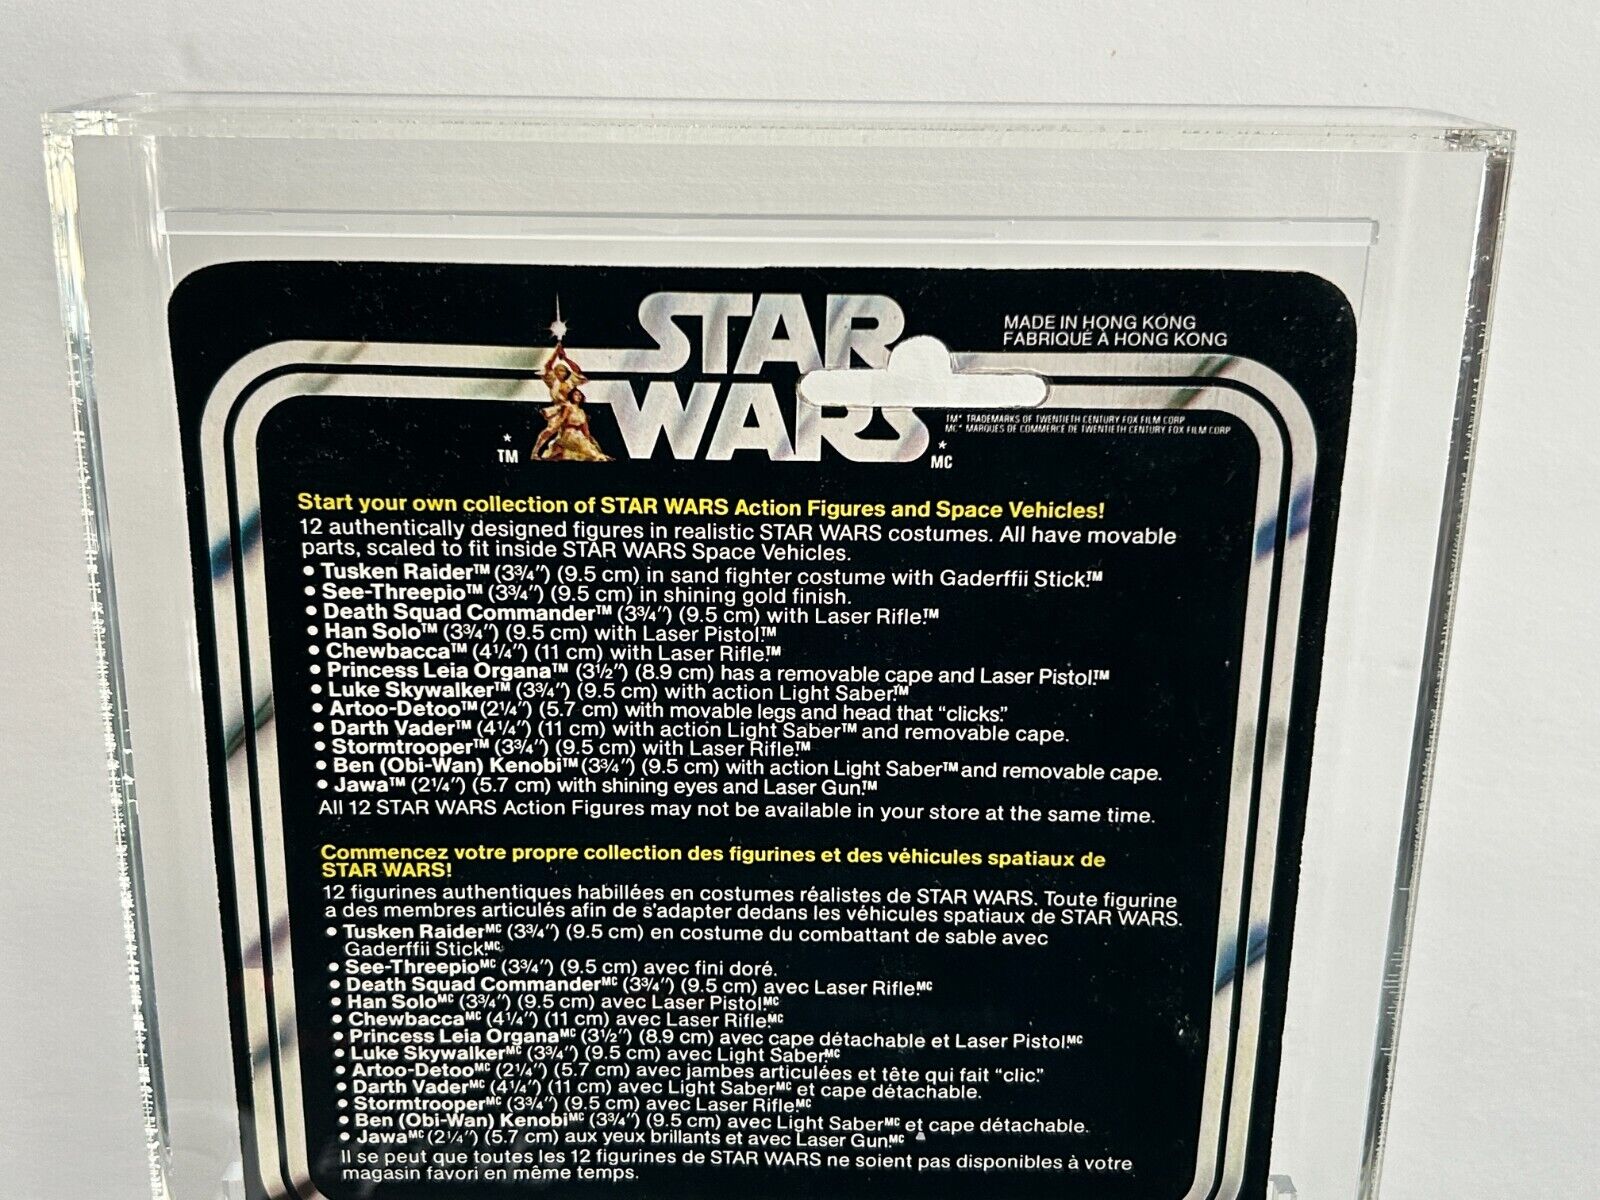 STAR
WARS
TM*
*MC
MADE IN HONG KONG
FABRIQUÉ À HONG KONG
TM* TRADEMARKS OF TWENTIETH CENTURY FOX FILM CORP
MC* MARQUES DE COMMERCE DE TWENTIETH CENTURY FOX FILM CORP
Start your own collection of STAR WARS Action Figures and Space Vehicles!
12 authentically designed figures in realistic STAR WARS costumes. All have movable
parts, scaled to fit inside STAR WARS Space Vehicles.
• Tusken Raider™ (3¾") (9.5 cm) in sand fighter costume with Gaderffii Stick.™
• See-Threepio™ (3¾") (9.5 cm) in shining gold finish.
• Death Squad Commander™ (3¾") (9.5 cm) with Laser Rifle.™
• Han Solo™ (3¾") (9.5 cm) with Laser Pistol.™
• Chewbacca™ (4¼") (11 cm) with Laser Rifle.™
• Princess Leia Organa™ (3½") (8.9 cm) has a removable cape and Laser Pistol.™
• Luke Skywalker™ (3¾") (9.5 cm) with action Light Saber.™
• Artoo-Detoo™ (2¼") (5.7 cm) with movable legs and head that "clicks."
• Darth Vader™ (4¼") (11 cm) with action Light Saber™ and removable cape.
• Stormtrooper™ (3¾") (9.5 cm) with Laser Rifle.™
• Ben (Obi-Wan) Kenobi™ (3¾") (9.5 cm) with action Light Saber™ and removable cape.
• Jawa™ (2¼") (5.7 cm) with shining eyes and Laser Gun.™
All 12 STAR WARS Action Figures may not be available in your store at the same time.
Commencez votre propre collection des figurines et des véhicules spatiaux de
STAR WARS!
12 figurines authentiques habillées en costumes réalistes de STAR WARS. Toute figurine
a des membres articulés afin de s'adapter dedans les véhicules spatiaux de STAR WARS.
• Tusken Raider MC (3¾") (9.5 cm) en costume du combattant de sable avec
Gaderffii Stick.MC
• See-Threepio MC (3¾") (9.5 cm) avec fini doré.
• Death Squad Commander MC (3¾") (9.5 cm) avec Laser Rifle.MC
• Han Solo MC (3¾") (9.5 cm) avec Laser Pistol.MC
• Chewbacca MC (4¼") (11 cm) avec Laser Rifle.MC
• Princess Leia Organa MC (3½") (8.9 cm) avec cape détachable et Laser Pistol.MC
• Luke Skywalker MC (3¾") (9.5 cm) avec Light Saber.MC
• Artoo-Detoo MC (2¼") (5.7 cm) avec jambes articulées et tête qui fait "clic."
• Darth Vader MC (4¼") (11 cm) avec Light Saber MC et cape détachable.
• Stormtrooper MC (3¾") (9.5 cm) avec Laser Rifle.MC
• Ben (Obi-Wan) Kenobi MC (3¾") (9.5 cm) avec Light Saber MC et cape détachable.
• Jawa MC (2¼") (5.7 cm) aux yeux brillants et avec Laser Gun.MC
Il se peut que toutes les 12 figurines de STAR WARS ne soient pas disponibles à votre
magasin favori en même temps.